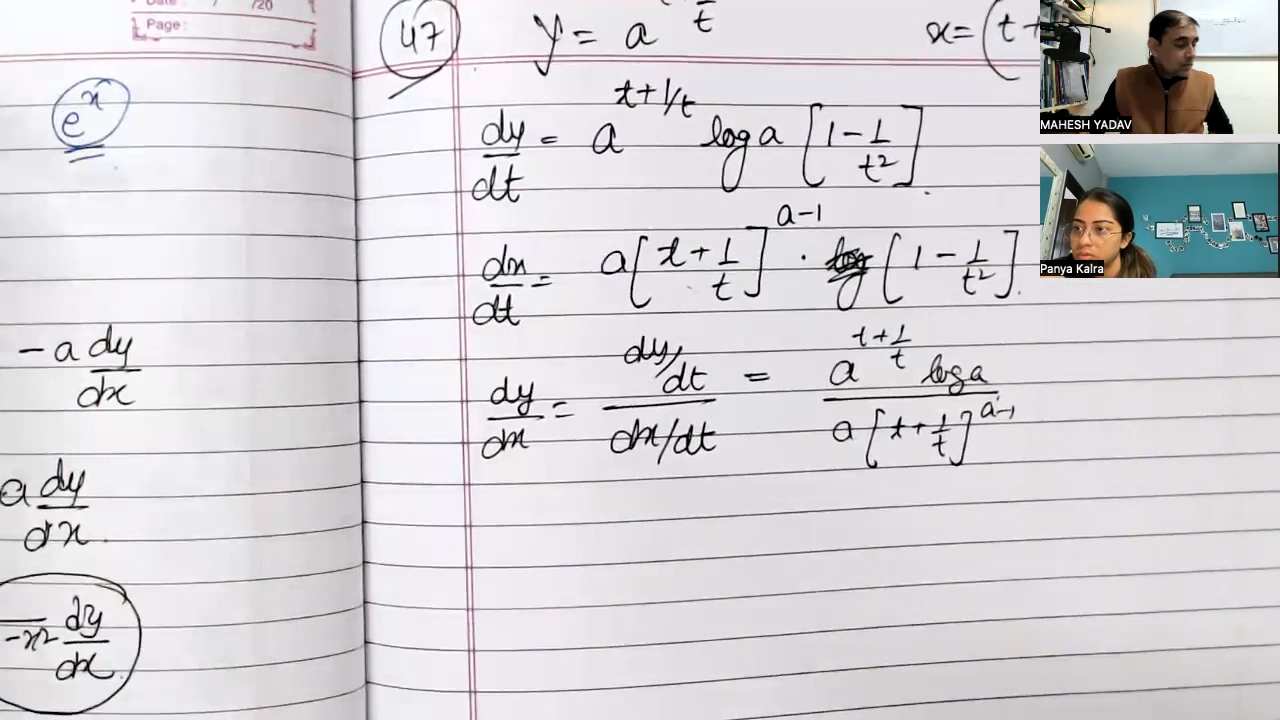 Date: / /20
Page:
47 y = a t x = (t +
e^x
dy/dt = a^(t+1/t) log a [1 - 1/t²].
dx/dt = a[t + 1/t]^(a-1) · [1 - 1/t²].
dy/dx = (dy/dt)/(dx/dt) = (a^(t+1/t) log a)/(a[t + 1/t]^(a-1))
- a dy/dx
a dy/dx
-x² dy/dx
MAHESH YADAV
Panya Kalra